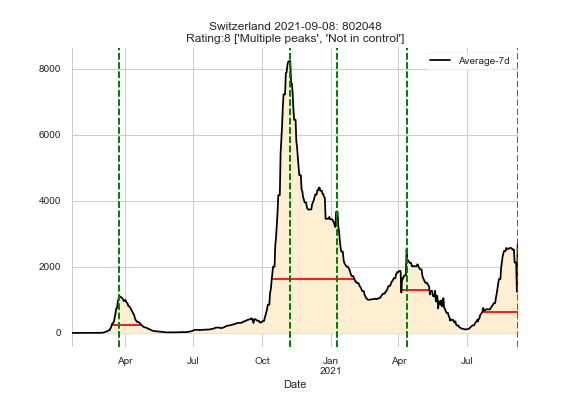 Switzerland 2021-09-08: 802048
Rating:8 ['Multiple peaks', 'Not in control']
Average-7d
8000
6000
4000
2000
0
Apr
Jul
Oct
Jan
2021
Apr
Jul
Date